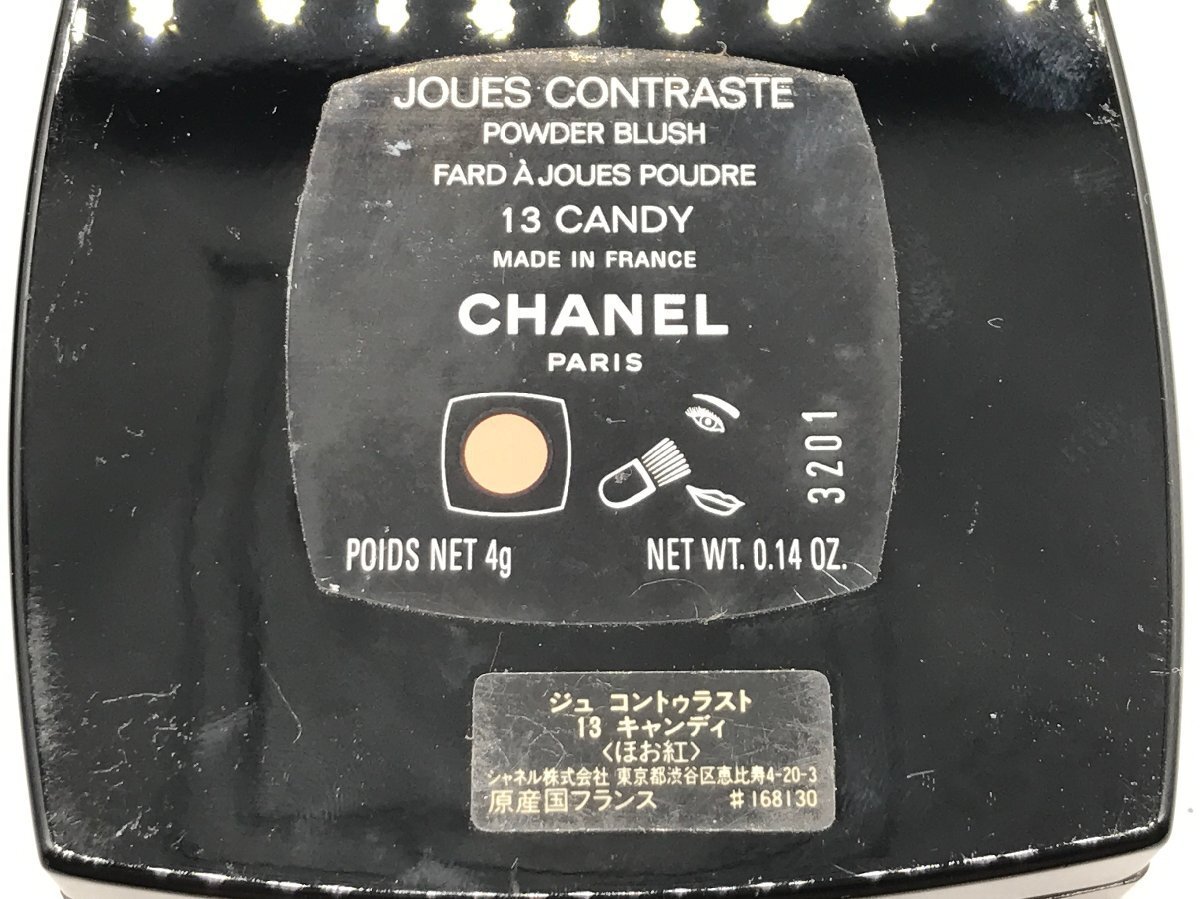 JOUES CONTRASTE
POWDER BLUSH
FARD À JOUES POUDRE
13 CANDY
MADE IN FRANCE
CHANEL
PARIS
3201
POIDS NET 4g NET WT. 0.14 OZ.
ジュ コントゥラスト
13 キャンディ
〈ほお紅〉
シャネル株式会社 東京都渋谷区恵比寿4-20-3
原産国フランス #168130